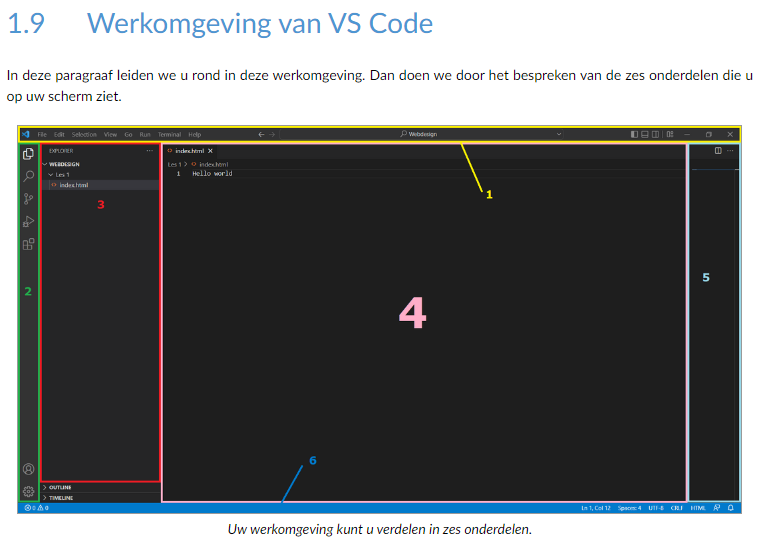 1.9 Werkomgeving van VS Code
In deze paragraaf leiden we u rond in deze werkomgeving. Dan doen we door het bespreken van de zes onderdelen die u
op uw scherm ziet.
File Edit Selection View Go Run Terminal Help ← → Webdesign
EXPLORER ··· index.html × ···
WEBDESIGN Les 1 > index.html
Les 1 1 Hello world
index.html
1
3
2
4
5
6
> OUTLINE
> TIMELINE
0 0 Ln 1, Col 12 Spaces: 4 UTF-8 CRLF HTML
Uw werkomgeving kunt u verdelen in zes onderdelen.